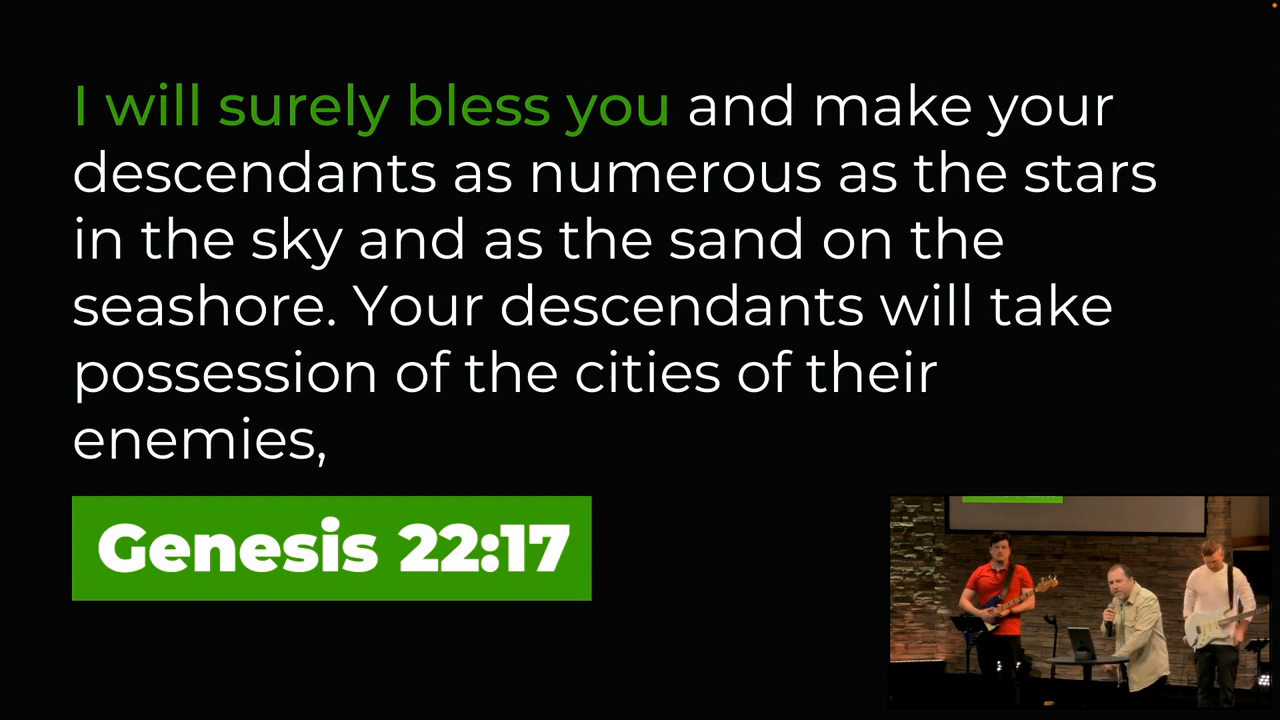 I will surely bless you and make your
descendants as numerous as the stars
in the sky and as the sand on the
seashore. Your descendants will take
possession of the cities of their
enemies,
Genesis 22:17